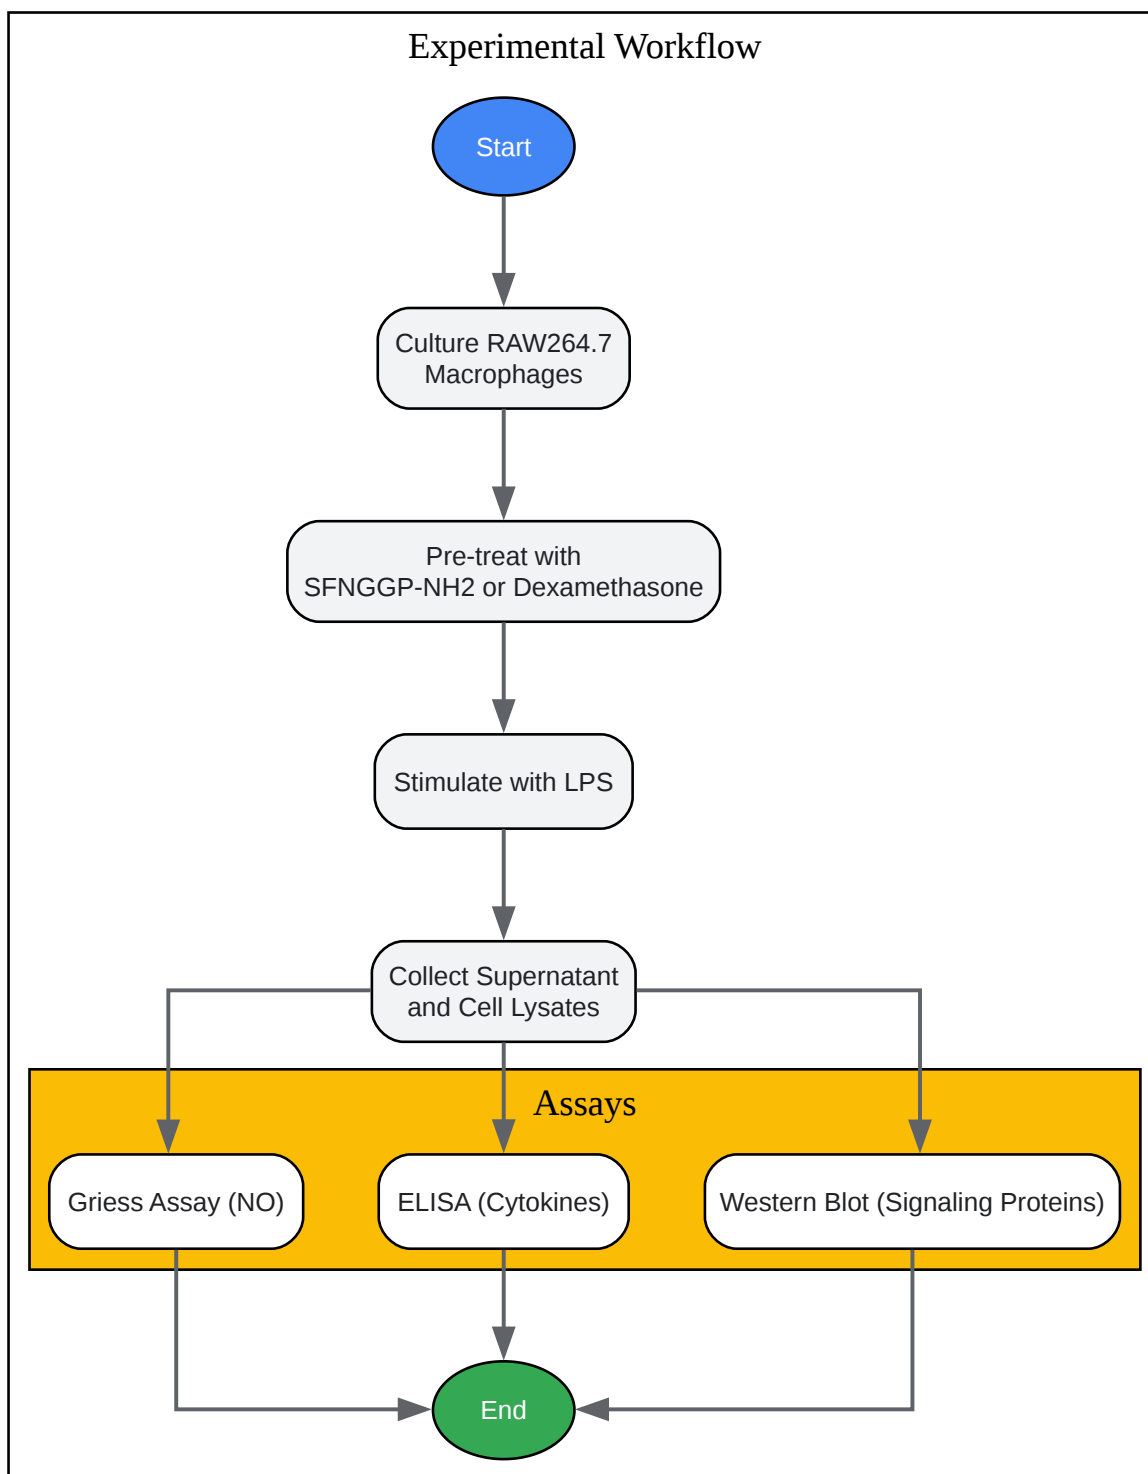 Experimental Workflow
Start
Culture RAW264.7
Macrophages
Pre-treat with
SFNGGP-NH2 or Dexamethasone
Stimulate with LPS
Collect Supernatant
and Cell Lysates
Assays
Griess Assay (NO)
ELISA (Cytokines)
Western Blot (Signaling Proteins)
End